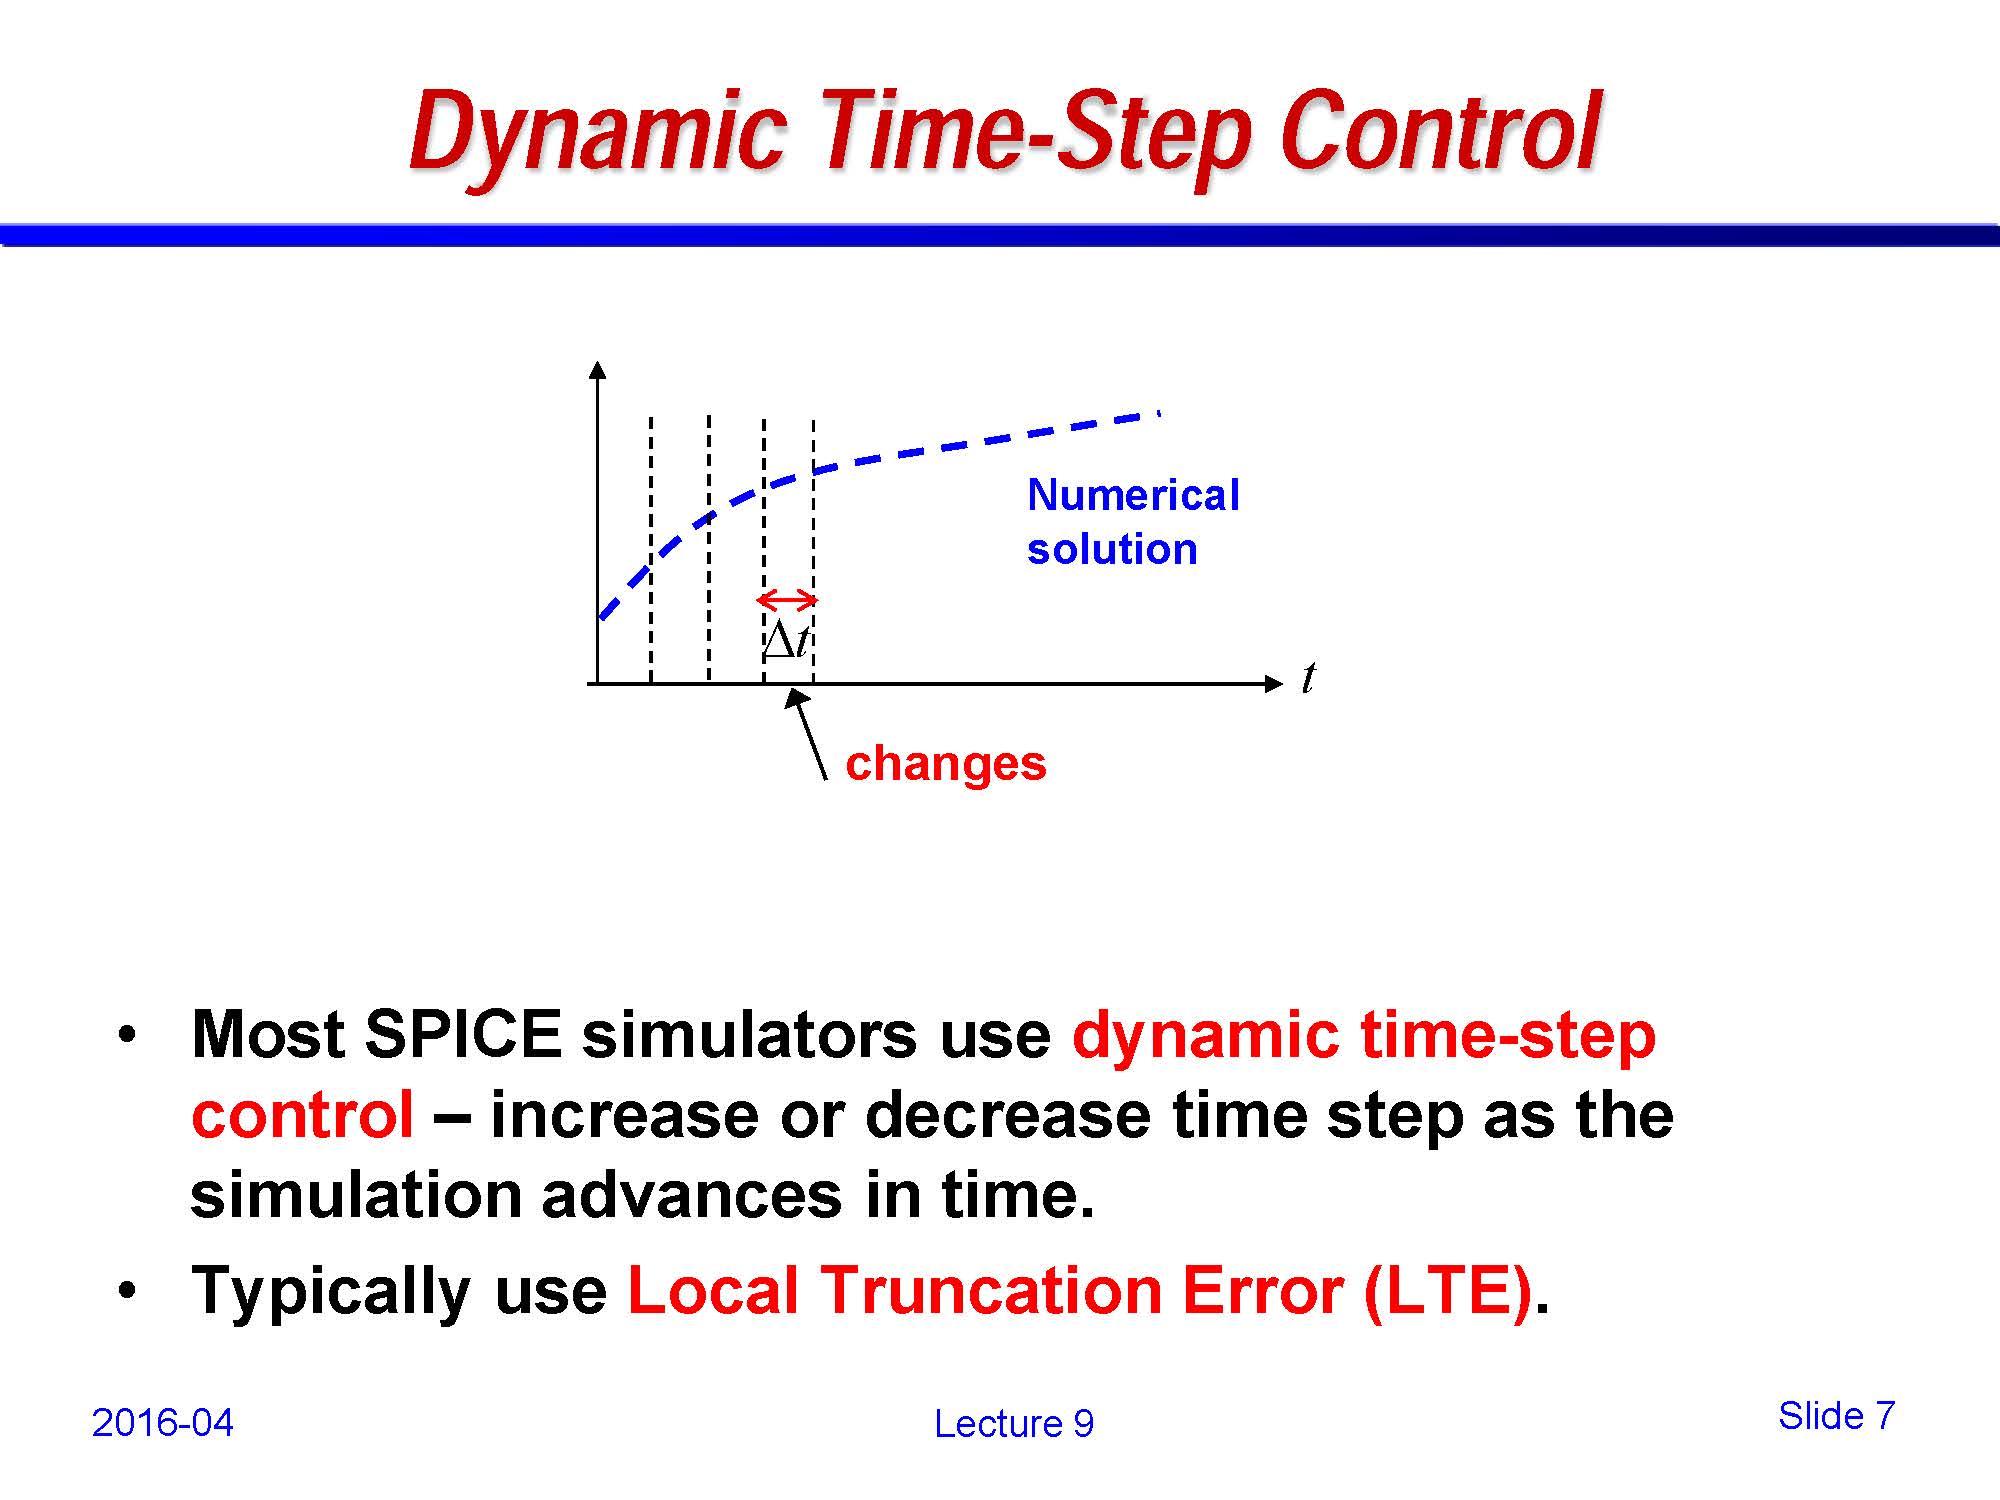 Dynamic Time-Step Control
Numerical
solution
Δt
t
changes
• Most SPICE simulators use dynamic time-step
control – increase or decrease time step as the
simulation advances in time.
• Typically use Local Truncation Error (LTE).
2016-04
Lecture 9
Slide 7